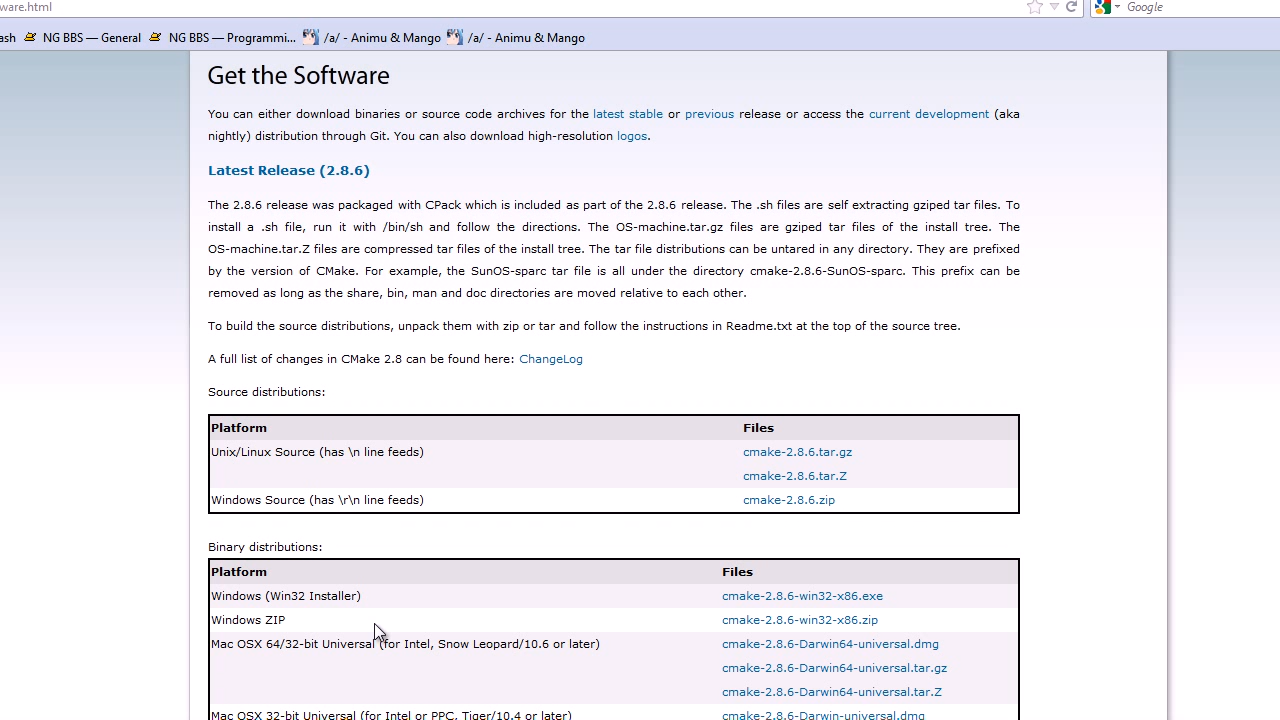 ware.html
Google
ash NG BBS — General NG BBS — Programmi... /a/ - Animu & Mango /a/ - Animu & Mango
Get the Software
You can either download binaries or source code archives for the latest stable or previous release or access the current development (aka
nightly) distribution through Git. You can also download high-resolution logos.
Latest Release (2.8.6)
The 2.8.6 release was packaged with CPack which is included as part of the 2.8.6 release. The .sh files are self extracting gziped tar files. To
install a .sh file, run it with /bin/sh and follow the directions. The OS-machine.tar.gz files are gziped tar files of the install tree. The
OS-machine.tar.Z files are compressed tar files of the install tree. The tar file distributions can be untared in any directory. They are prefixed
by the version of CMake. For example, the SunOS-sparc tar file is all under the directory cmake-2.8.6-SunOS-sparc. This prefix can be
removed as long as the share, bin, man and doc directories are moved relative to each other.
To build the source distributions, unpack them with zip or tar and follow the instructions in Readme.txt at the top of the source tree.
A full list of changes in CMake 2.8 can be found here: ChangeLog
Source distributions:
Platform Files
Unix/Linux Source (has \n line feeds) cmake-2.8.6.tar.gz
cmake-2.8.6.tar.Z
Windows Source (has \r\n line feeds) cmake-2.8.6.zip
Binary distributions:
Platform Files
Windows (Win32 Installer) cmake-2.8.6-win32-x86.exe
Windows ZIP cmake-2.8.6-win32-x86.zip
Mac OSX 64/32-bit Universal (for Intel, Snow Leopard/10.6 or later) cmake-2.8.6-Darwin64-universal.dmg
cmake-2.8.6-Darwin64-universal.tar.gz
cmake-2.8.6-Darwin64-universal.tar.Z
Mac OSX 32-bit Universal (for Intel or PPC, Tiger/10.4 or later) cmake-2.8.6-Darwin-universal.dmg